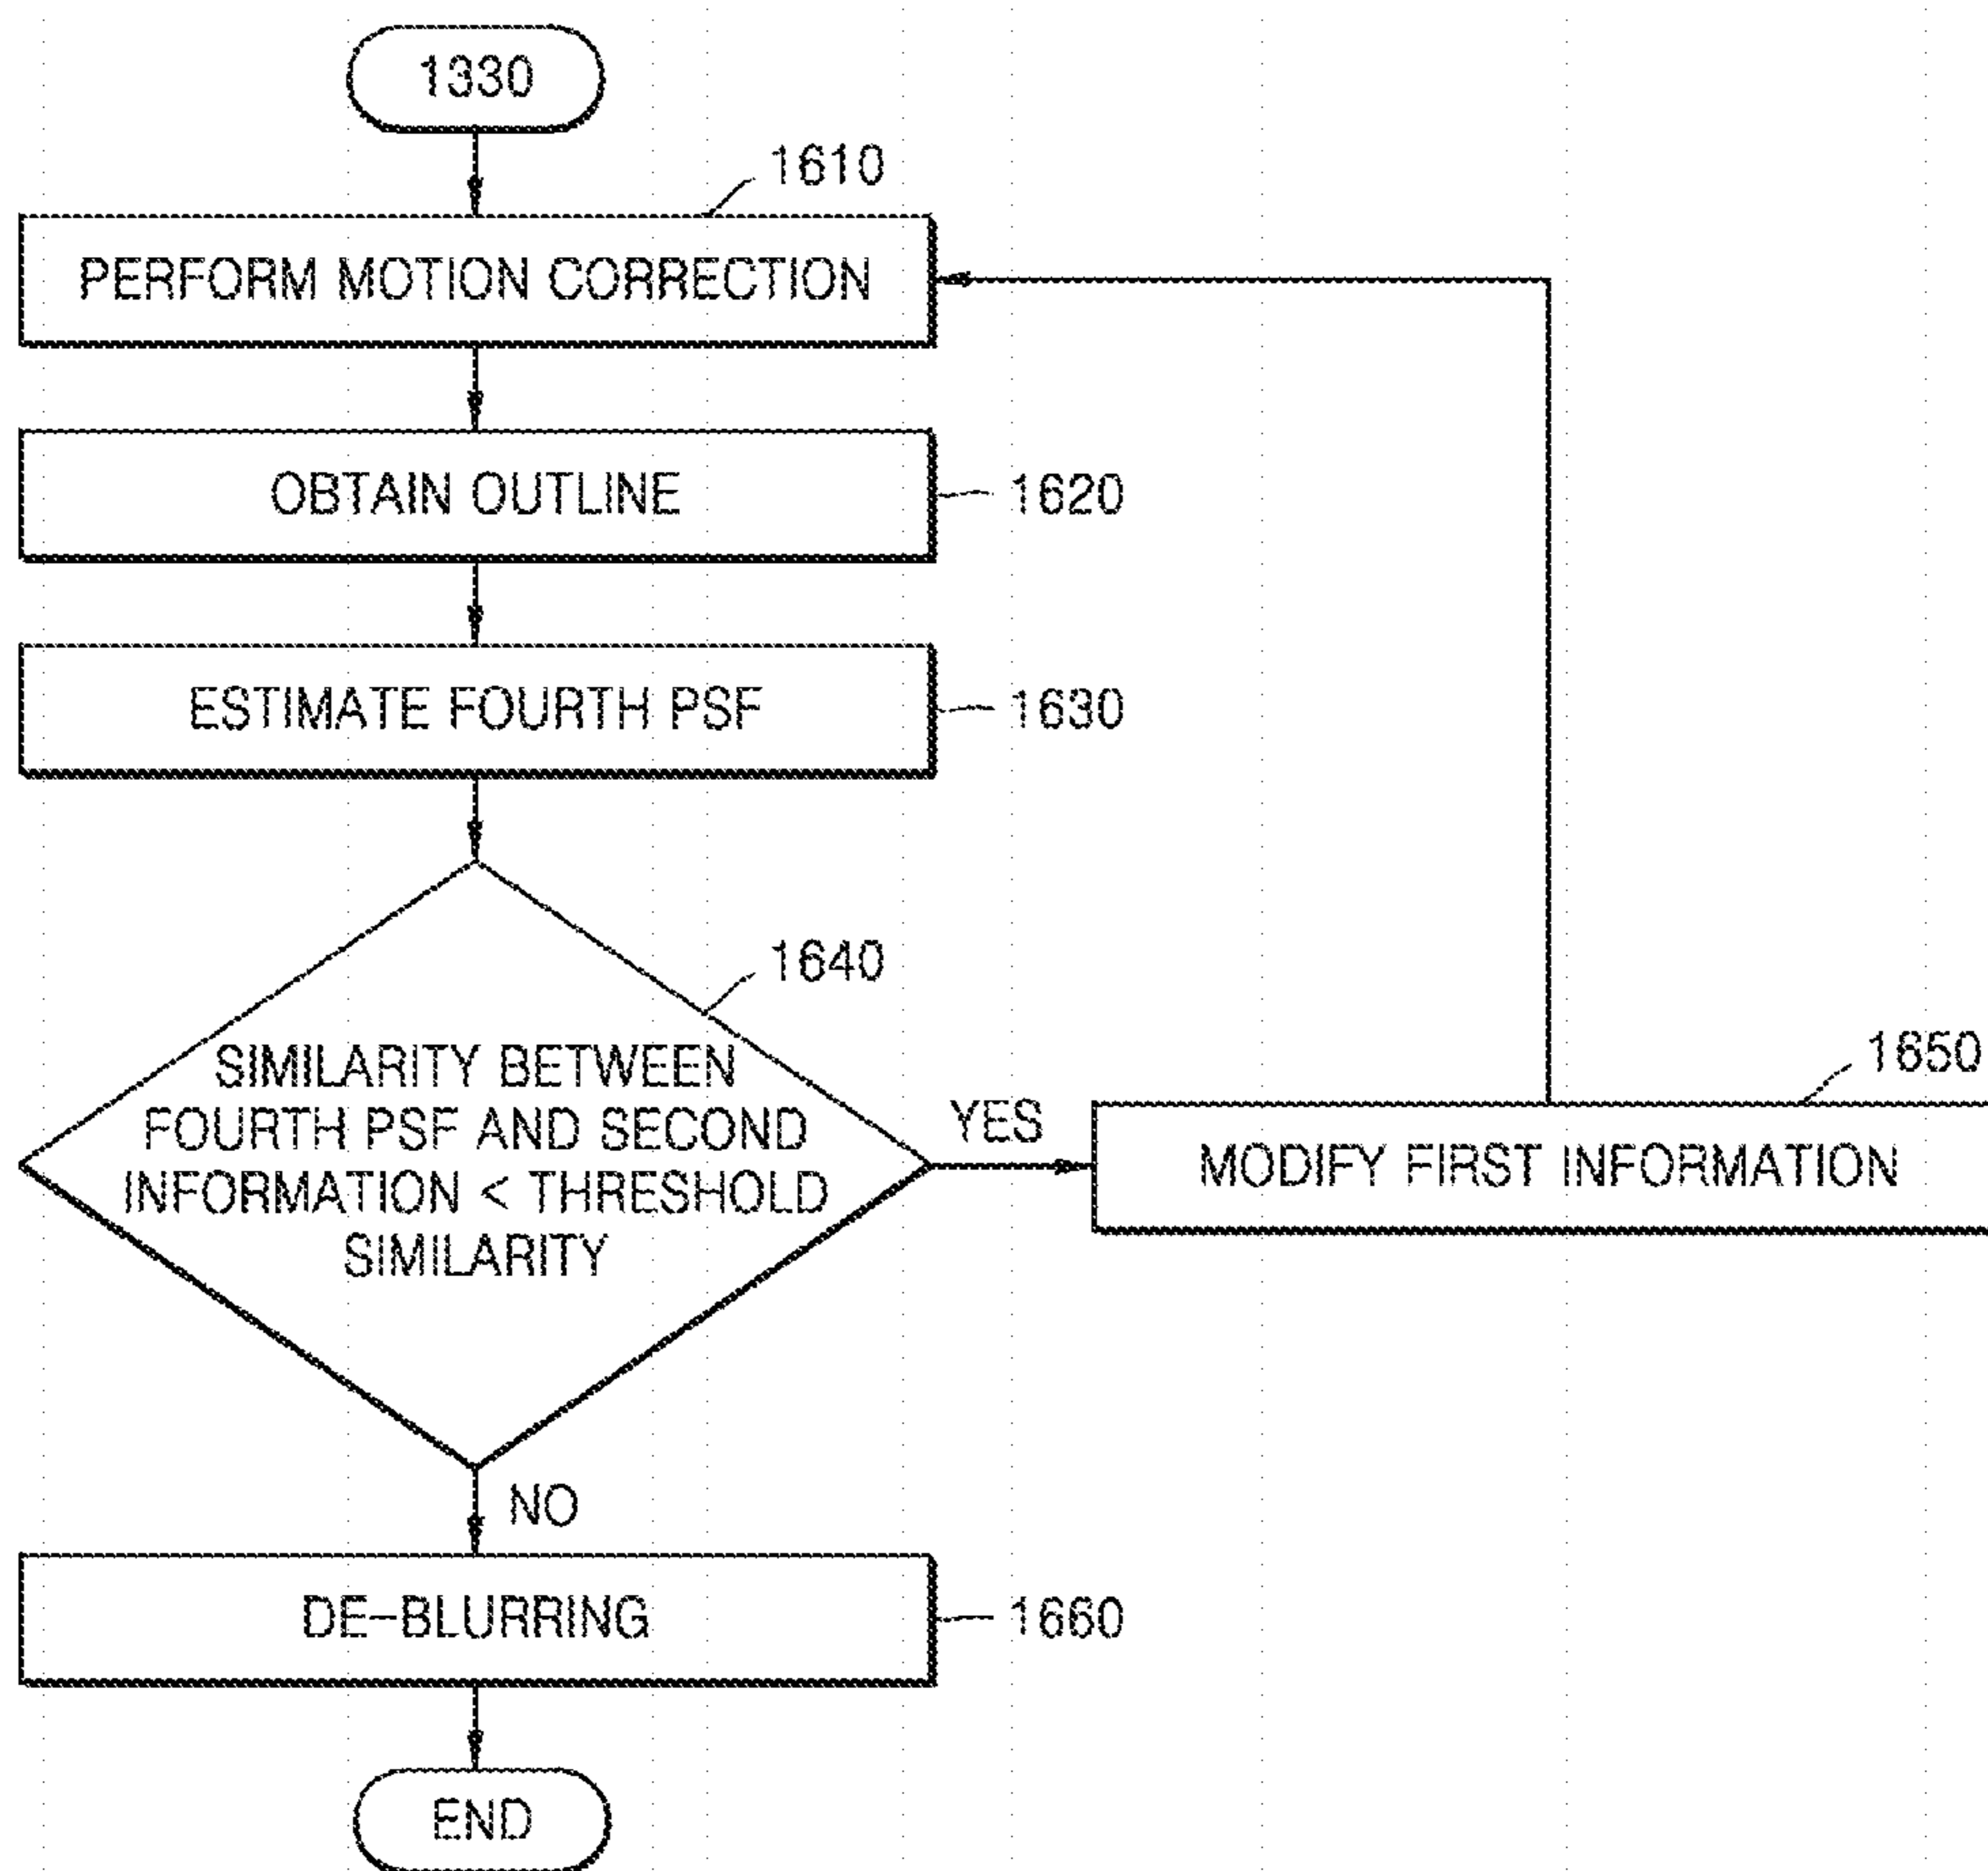 1330
1610
PERFORM MOTION CORRECTION
OBTAIN OUTLINE
1620
ESTIMATE FOURTH PSF
1630
1640
SIMILARITY BETWEEN
FOURTH PSF AND SECOND
INFORMATION < THRESHOLD
SIMILARITY
YES
1650
MODIFY FIRST INFORMATION
NO
DE-BLURRING
1660
END